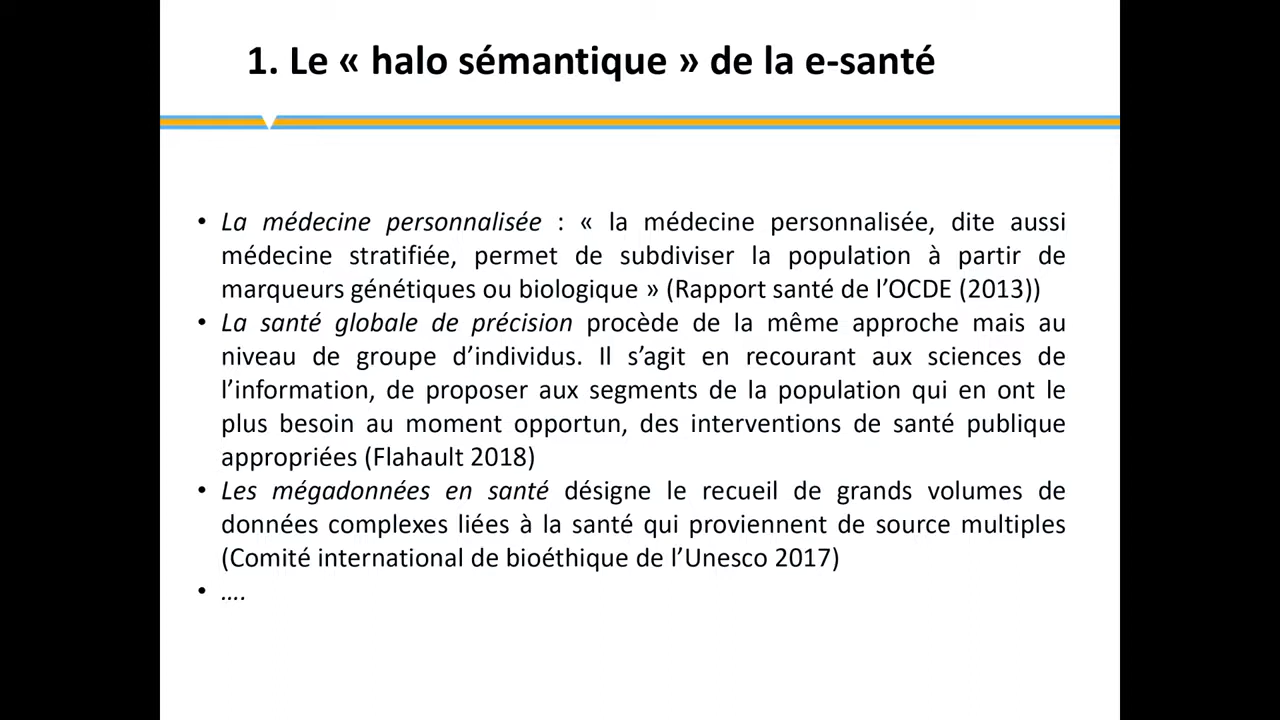 1. Le « halo sémantique » de la e-santé
• La médecine personnalisée : « la médecine personnalisée, dite aussi
médecine stratifiée, permet de subdiviser la population à partir de
marqueurs génétiques ou biologique » (Rapport santé de l’OCDE (2013))
• La santé globale de précision procède de la même approche mais au
niveau de groupe d’individus. Il s’agit en recourant aux sciences de
l’information, de proposer aux segments de la population qui en ont le
plus besoin au moment opportun, des interventions de santé publique
appropriées (Flahault 2018)
• Les mégadonnées en santé désigne le recueil de grands volumes de
données complexes liées à la santé qui proviennent de source multiples
(Comité international de bioéthique de l’Unesco 2017)
• ….